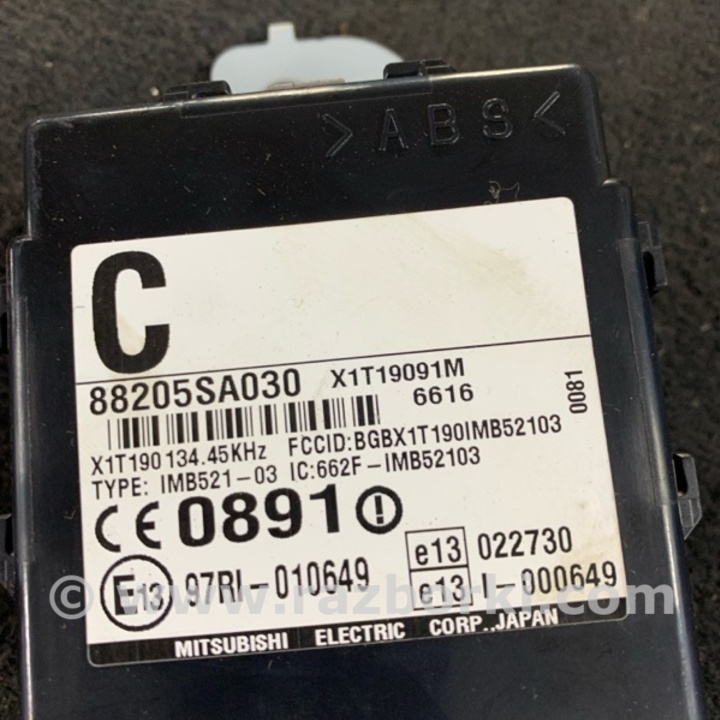 >ABS<
C
88205SA030 X1T19091M
6616
0081
X1T190 134.45KHz FCCID:BGBX1T190IMB52103
TYPE: IMB521-03 IC:662F-IMB52103
CE 0891 !
E13 97RI-010649 e13 022730
e13 I-000649
MITSUBISHI ELECTRIC CORP.,JAPAN
© www.razborki.com